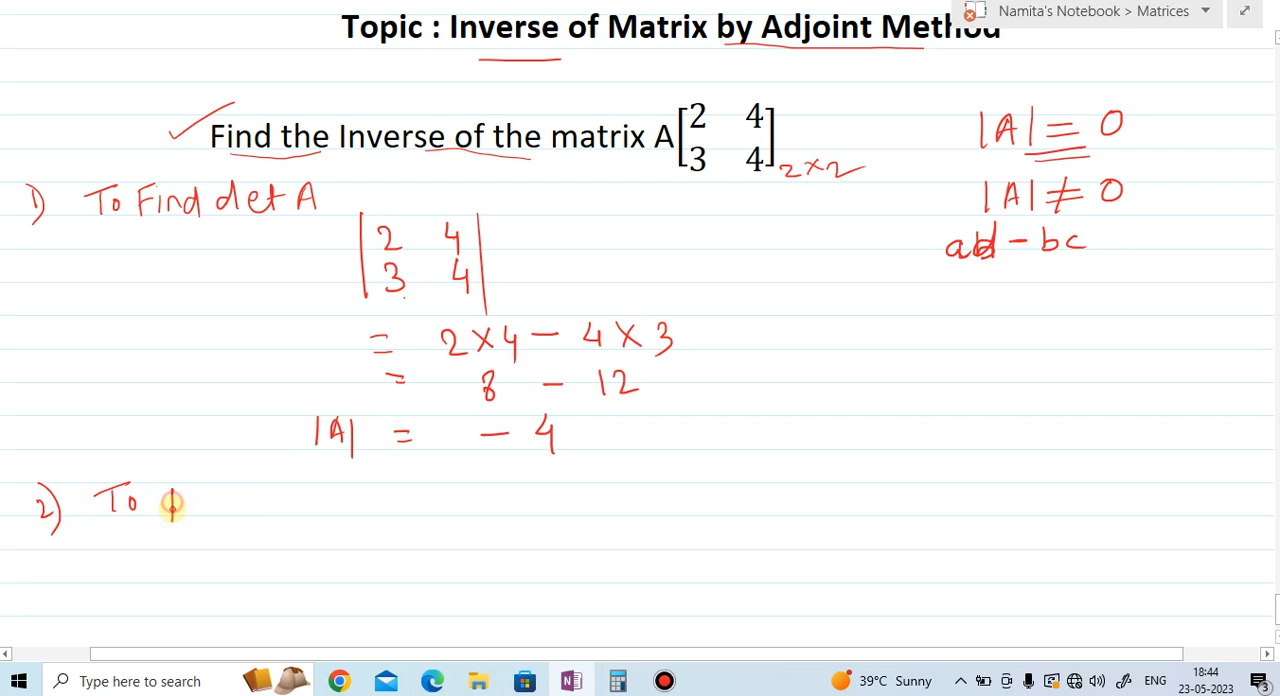 Namita's Notebook > Matrices
Topic : Inverse of Matrix by Adjoint Method
Find the Inverse of the matrix A [2 4
3 4] 2×2
|A| = 0
|A| ≠ 0
ad - bc
1) To Find det A
|2 4
3 4|
= 2 × 4 - 4 × 3
= 8 - 12
|A| = - 4
2) To
Type here to search
39°C Sunny
ENG
18:44
23-05-2023
3